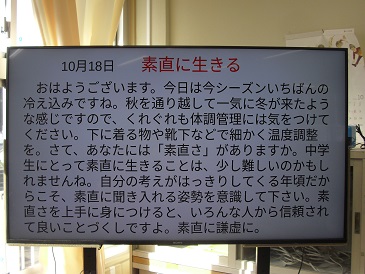 10月18日　素直に生きる
　おはようございます。今日は今シーズンいちばんの
冷え込みですね。秋を通り越して一気に冬が来たよう
な感じですので、くれぐれも体調管理には気をつけて
ください。下に着る物や靴下などで細かく温度調整
を。さて、あなたには「素直さ」がありますか。中学
生にとって素直に生きることは、少し難しいのかもし
れませんね。自分の考えがはっきりしてくる年頃だか
らこそ、素直に聞き入れる姿勢を意識して下さい。素
直さを上手に身につけると、いろんな人から信頼され
て良いことづくしですよ。素直に謙虚に。